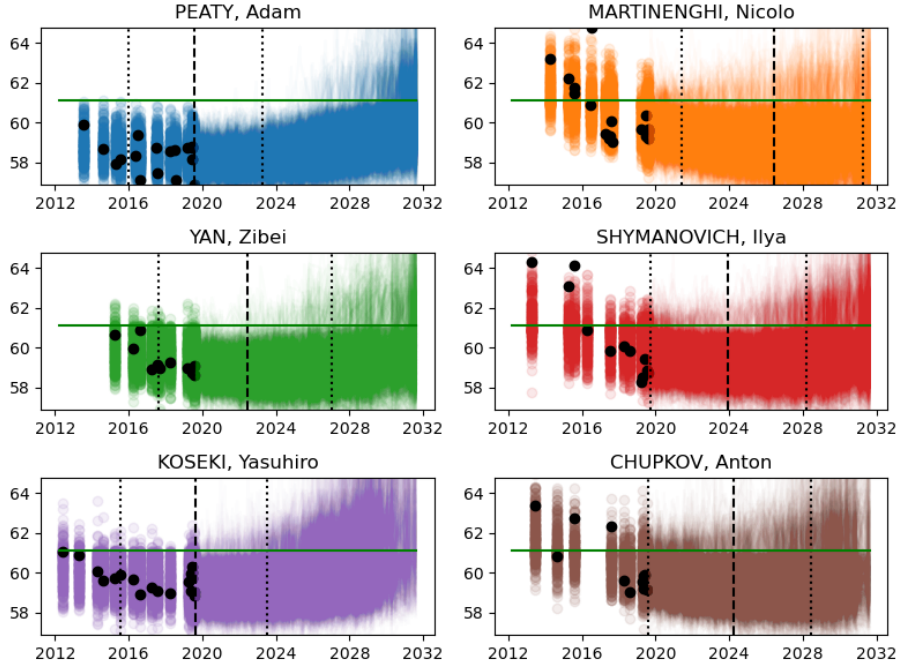 PEATY, Adam
MARTINENGHI, Nicolo
64
62
60
58
2012 2016 2020 2024 2028 2032
64
62
60
58
2012 2016 2020 2024 2028 2032
YAN, Zibei
SHYMANOVICH, Ilya
64
62
60
58
2012 2016 2020 2024 2028 2032
64
62
60
58
2012 2016 2020 2024 2028 2032
KOSEKI, Yasuhiro
CHUPKOV, Anton
64
62
60
58
2012 2016 2020 2024 2028 2032
64
62
60
58
2012 2016 2020 2024 2028 2032